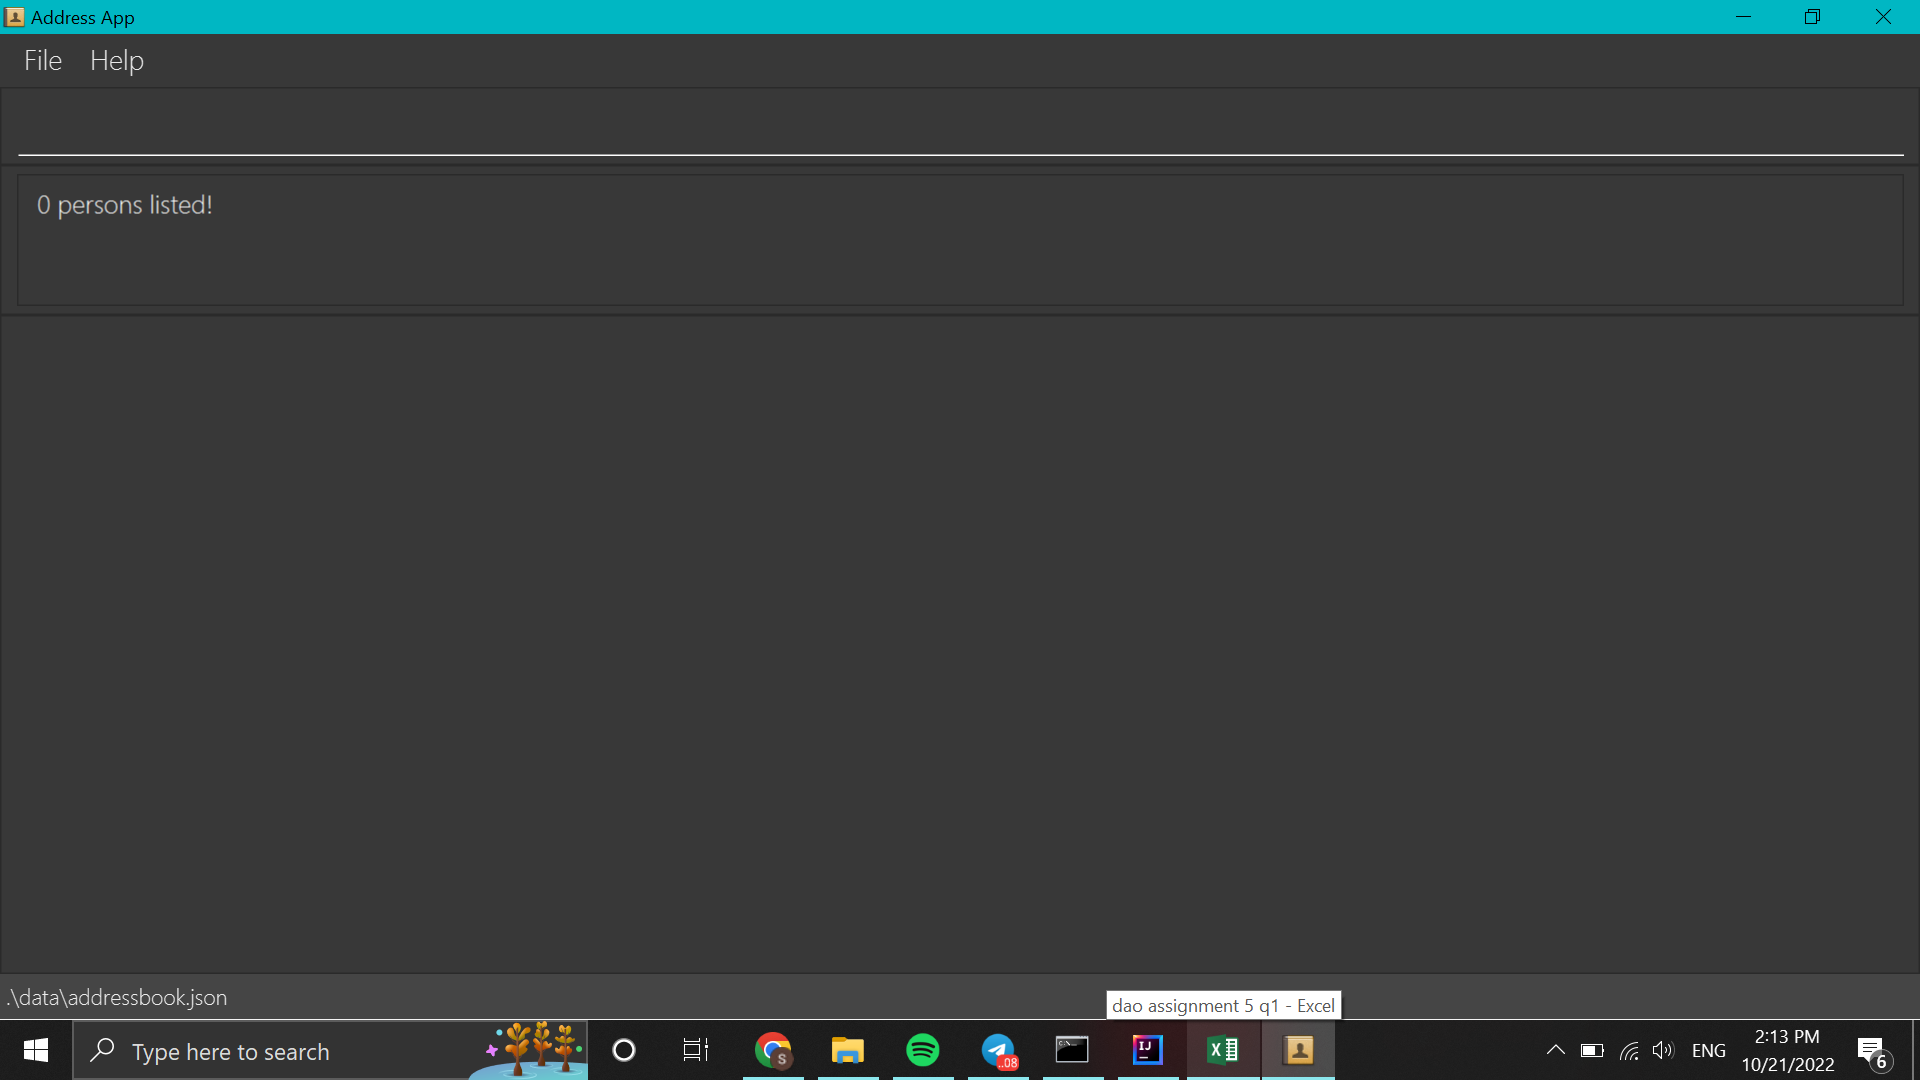 Address App
File Help
0 persons listed!
.\data\addressbook.json
dao assignment 5 q1 - Excel
Type here to search
S
..08
C:\_
IJ
X
ENG
2:13 PM
10/21/2022
6